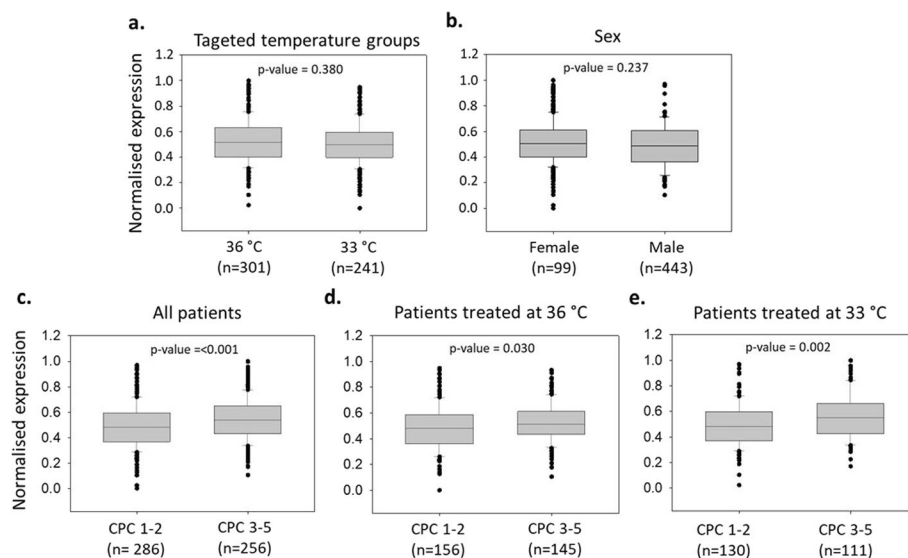 a.
Tageted temperature groups
p-value = 0.380
Normalised expression
1.2
1.0
0.8
0.6
0.4
0.2
0.0
36 °C
(n=301)
33 °C
(n=241)
b.
Sex
p-value = 0.237
1.2
1.0
0.8
0.6
0.4
0.2
0.0
Female
(n=99)
Male
(n=443)
c.
All patients
p-value =<0.001
Normalised expression
1.2
1.0
0.8
0.6
0.4
0.2
0.0
CPC 1-2
(n= 286)
CPC 3-5
(n=256)
d.
Patients treated at 36 °C
p-value = 0.030
1.2
1.0
0.8
0.6
0.4
0.2
0.0
CPC 1-2
(n=156)
CPC 3-5
(n=145)
e.
Patients treated at 33 °C
p-value = 0.002
1.2
1.0
0.8
0.6
0.4
0.2
0.0
CPC 1-2
(n=130)
CPC 3-5
(n=111)